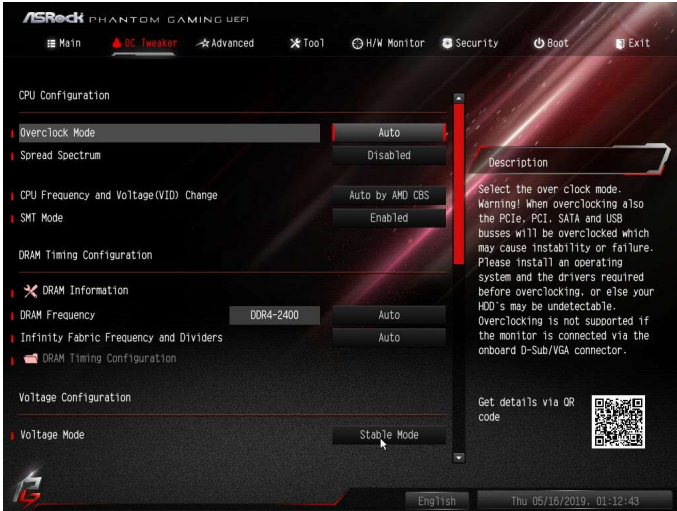 ASRock PHANTOM GAMING UEFI
Main OC Tweaker Advanced Tool H/W Monitor Security Boot Exit
CPU Configuration
Overclock Mode Auto
Spread Spectrum Disabled
CPU Frequency and Voltage(VID) Change Auto by AMD CBS
SMT Mode Enabled
DRAM Timing Configuration
DRAM Information
DRAM Frequency DDR4-2400 Auto
Infinity Fabric Frequency and Dividers Auto
DRAM Timing Configuration
Voltage Configuration
Voltage Mode Stable Mode
Description
Select the over clock mode.
Warning! When overclocking also
the PCIe, PCI, SATA and USB
busses will be overclocked which
may cause instability or failure.
Please install an operating
system and the drivers required
before overclocking, or else your
HDD`s may be undetectable.
Overclocking is not supported if
the monitor is connected via the
onboard D-Sub/VGA connector.
Get details via QR
code
English Thu 05/16/2019, 01:12:43